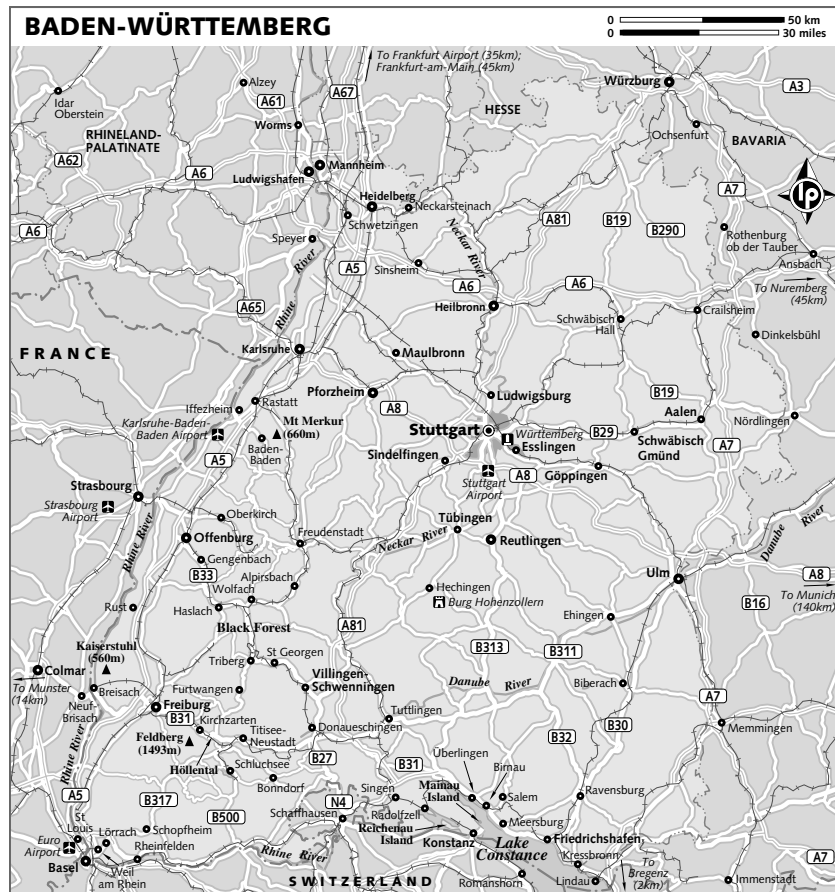 BADEN-WÜRTTEMBERG
0 50 km
0 30 miles
To Frankfurt Airport (35km);
Frankfurt-am-Main (45km)
Alzey
A67
Würzburg
A3
Idar
Oberstein
A61
HESSE
Worms
Ochsenfurt
BAVARIA
RHINELAND-
PALATINATE
A62
A6
Mannheim
Ludwigshafen
A7
lp
Heidelberg
Neckarsteinach
Schwetzingen
Neckar River
A81
B19
B290
A6
Speyer
Rothenburg
ob der Tauber
Ansbach
Rhine River
A5
Sinsheim
A6
A6
To Nuremberg
(45km)
A65
Heilbronn
Schwäbisch
Hall
Crailsheim
Dinkelsbühl
FRANCE
Karlsruhe
Maulbronn
Pforzheim
Ludwigsburg
B19
Rastatt
Iffezheim
A8
Aalen
Nördlingen
Karlsruhe-Baden-
Baden Airport
Mt Merkur
(660m)
Stuttgart
Württemberg
B29
Schwäbisch
Gmünd
Baden-
Baden
Esslingen
A7
A5
Sindelfingen
Göppingen
A8
Stuttgart
Airport
Strasbourg
Strasbourg
Airport
Oberkirch
Tübingen
Danube
River
Rhine River
Offenburg
Freudenstadt
Neckar River
Reutlingen
Gengenbach
B33
Alpirsbach
Ulm
A8
Wolfach
Hechingen
Burg Hohenzollern
To Munich
(140km)
Rust
Haslach
Ehingen
B16
Black Forest
A81
Kaiserstuhl
(560m)
B313
B311
Colmar
Triberg
St Georgen
To Munster
(14km)
Breisach
Furtwangen
Villingen-
Schwenningen
Danube River
Biberach
Neuf-
Brisach
Freiburg
B31
Kirchzarten
Tuttlingen
A7
B30
Memmingen
Feldberg
(1493m)
Titisee-
Neustadt
Donaueschingen
B32
Höllental
B27
Überlingen
Rhine River
Schluchsee
B31
Birnau
Bonndorf
Mainau
Island
A5
Singen
Salem
Ravensburg
B317
St
Louis
B500
N4
Radolfzell
Meersburg
Schaffhausen
Lörrach
Schopfheim
Reichenau
Island
Konstanz
Friedrichshafen
Euro
Airport
Rheinfelden
Rhine River
Lake
Constance
Basel
Weil
am Rhein
Kressbronn
To
Bregenz
(2km)
A7
SWITZERLAND
Romanshorn
Lindau
Immenstadt